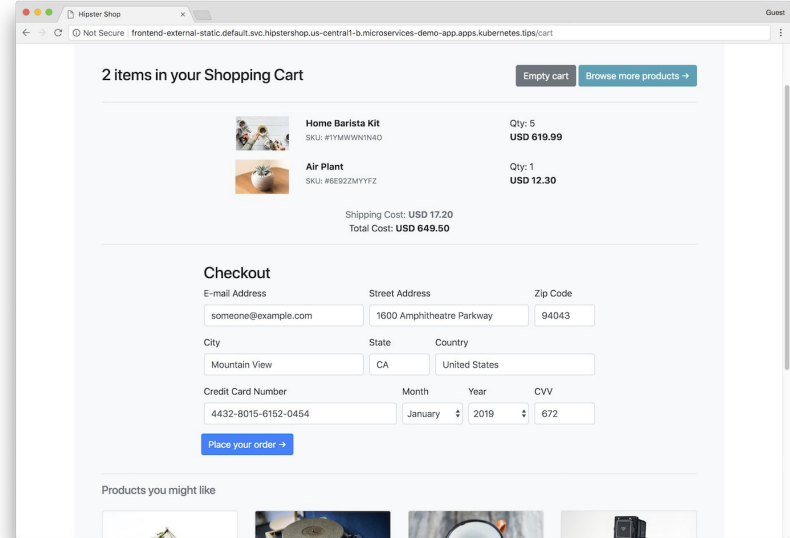 Hipster Shop
Guest
Not Secure frontend-external-static.default.svc.hipstershop.us-central1-b.microservices-demo-app.apps.kubernetes.tips/cart
2 items in your Shopping Cart
Empty cart
Browse more products →
Home Barista Kit
Qty: 5
SKU: #1YMWWN1N4O
USD 619.99
Air Plant
Qty: 1
SKU: #6E92ZMYYFZ
USD 12.30
Shipping Cost: USD 17.20
Total Cost: USD 649.50
Checkout
E-mail Address Street Address Zip Code
someone@example.com 1600 Amphitheatre Parkway 94043
City State Country
Mountain View CA United States
Credit Card Number Month Year CVV
4432-8015-6152-0454 January 2019 672
Place your order →
Products you might like